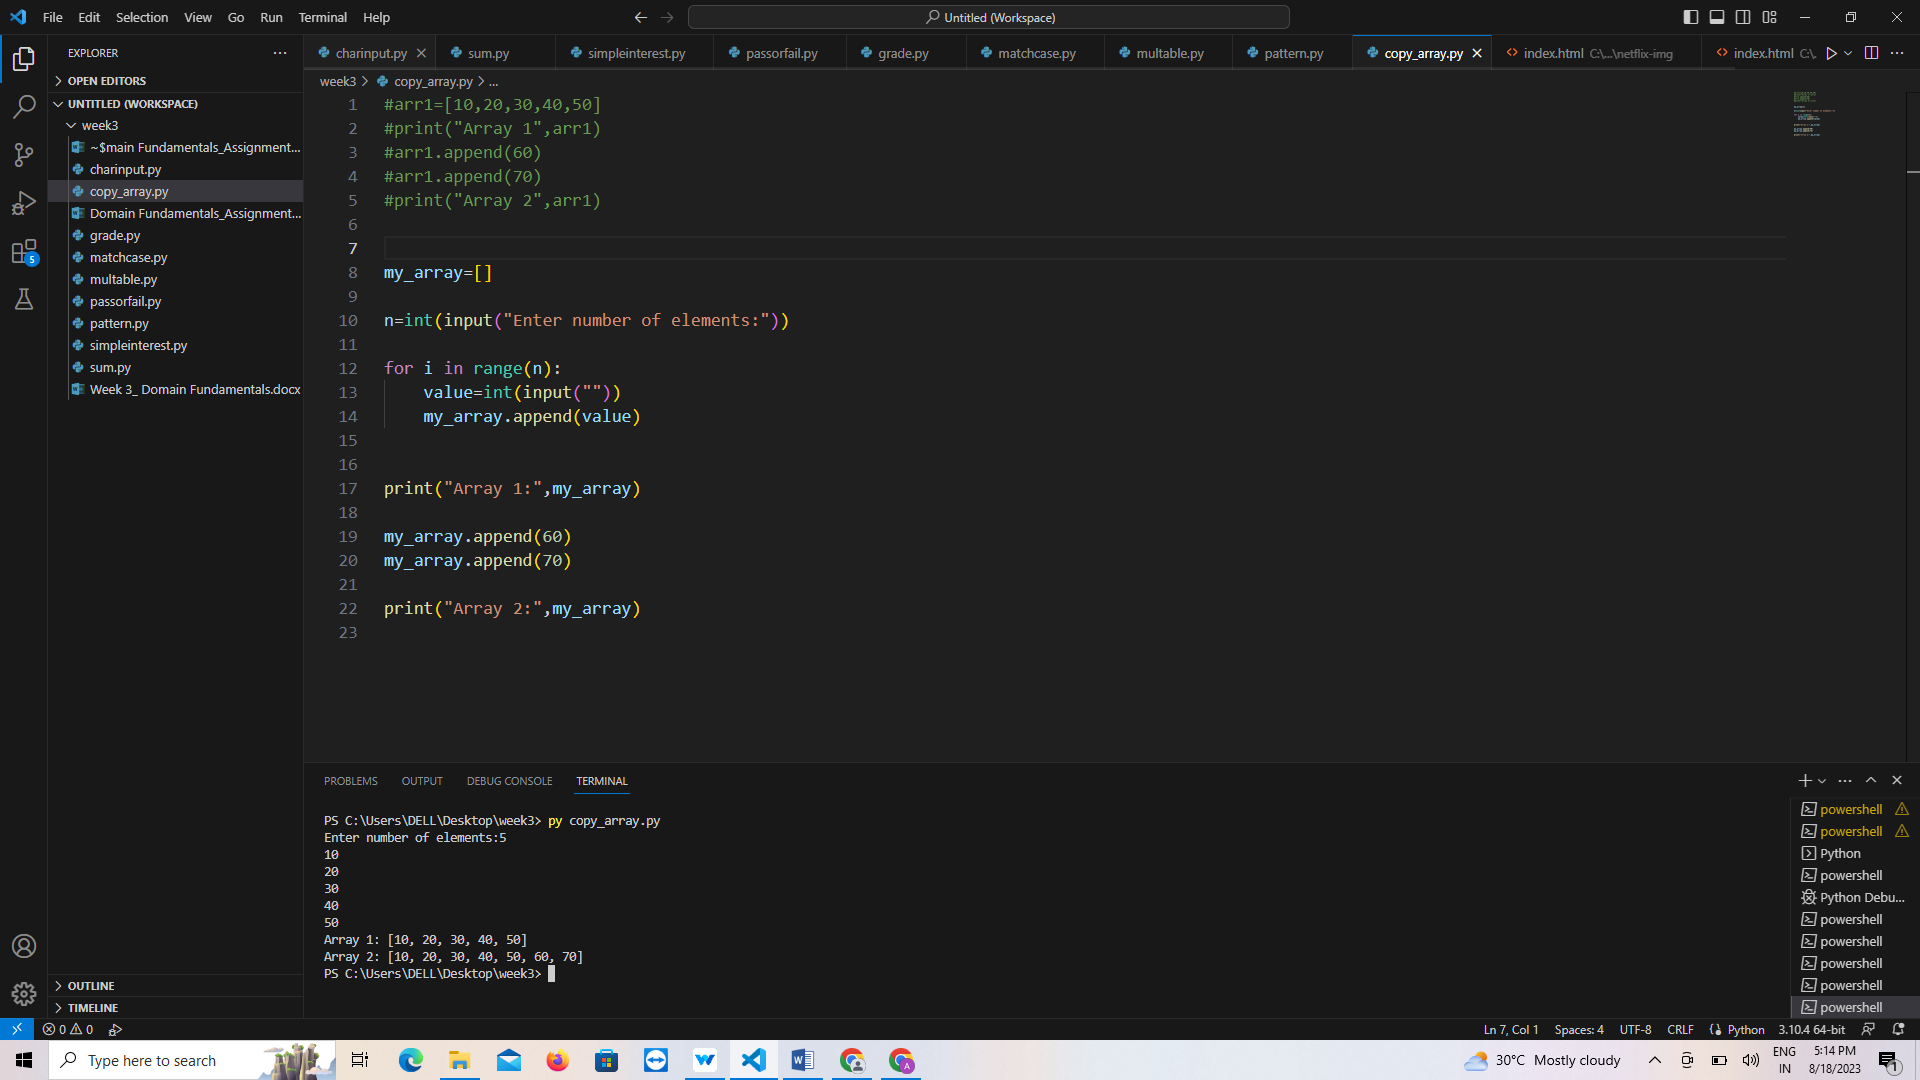 File Edit Selection View Go Run Terminal Help
Untitled (Workspace)
EXPLORER
OPEN EDITORS
UNTITLED (WORKSPACE)
week3
~$main Fundamentals_Assignment...
charinput.py
copy_array.py
Domain Fundamentals_Assignment...
grade.py
matchcase.py
multable.py
passorfail.py
pattern.py
simpleinterest.py
sum.py
Week 3_ Domain Fundamentals.docx
OUTLINE
TIMELINE
5
charinput.py sum.py simpleinterest.py passorfail.py grade.py matchcase.py multable.py pattern.py copy_array.py index.html C:\...\netflix-img index.html C:\.
week3 > copy_array.py > ...
1 #arr1=[10,20,30,40,50]
2 #print("Array 1",arr1)
3 #arr1.append(60)
4 #arr1.append(70)
5 #print("Array 2",arr1)
6
7
8 my_array=[]
9
10 n=int(input("Enter number of elements:"))
11
12 for i in range(n):
13 value=int(input(""))
14 my_array.append(value)
15
16
17 print("Array 1:",my_array)
18
19 my_array.append(60)
20 my_array.append(70)
21
22 print("Array 2:",my_array)
23
PROBLEMS OUTPUT DEBUG CONSOLE TERMINAL
PS C:\Users\DELL\Desktop\week3> py copy_array.py
Enter number of elements:5
10
20
30
40
50
Array 1: [10, 20, 30, 40, 50]
Array 2: [10, 20, 30, 40, 50, 60, 70]
PS C:\Users\DELL\Desktop\week3>
powershell
powershell
Python
powershell
Python Debu...
powershell
powershell
powershell
powershell
powershell
0 0
Ln 7, Col 1 Spaces: 4 UTF-8 CRLF Python 3.10.4 64-bit
Type here to search
30°C Mostly cloudy
ENG
IN
5:14 PM
8/18/2023
1